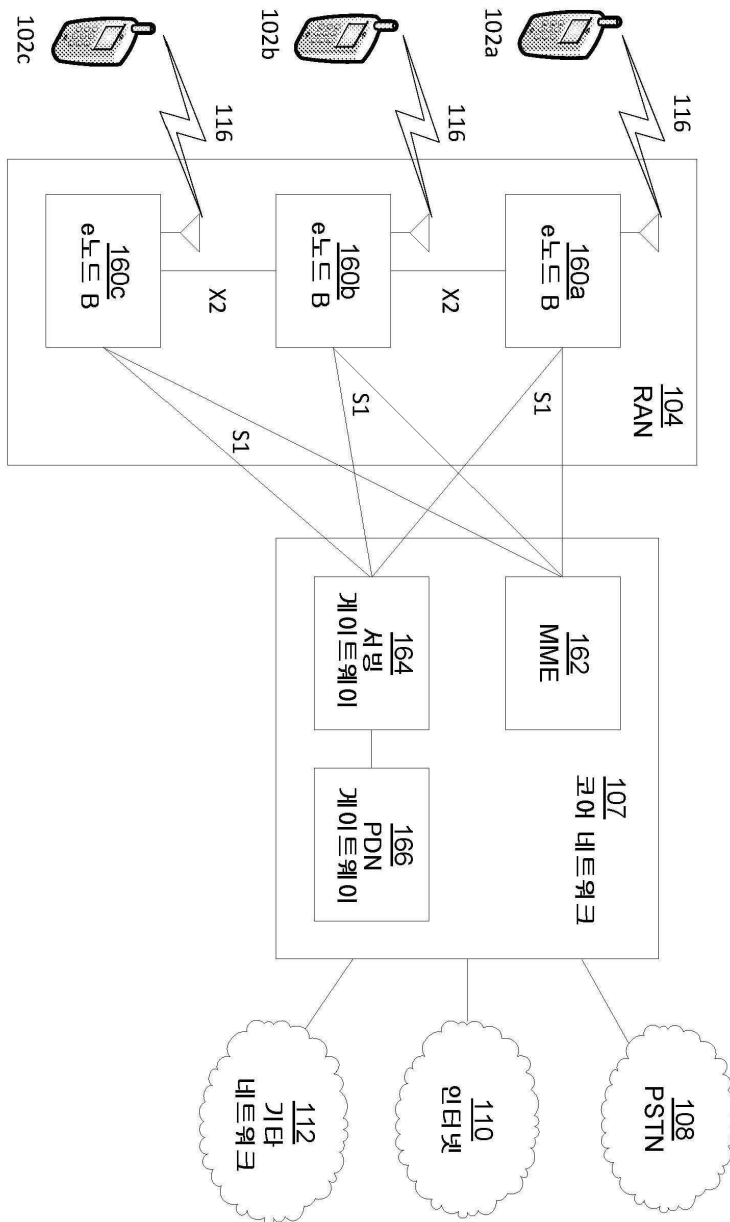 102a
116
104
RAN
160a
e노드 B
S1
162
MME
107
코어 네트워크
108
PSTN
X2
102b
116
160b
e노드 B
S1
164
서빙
게이트웨이
166
PDN
게이트웨이
110
인터넷
X2
102c
116
160c
e노드 B
S1
112
기타
네트워크